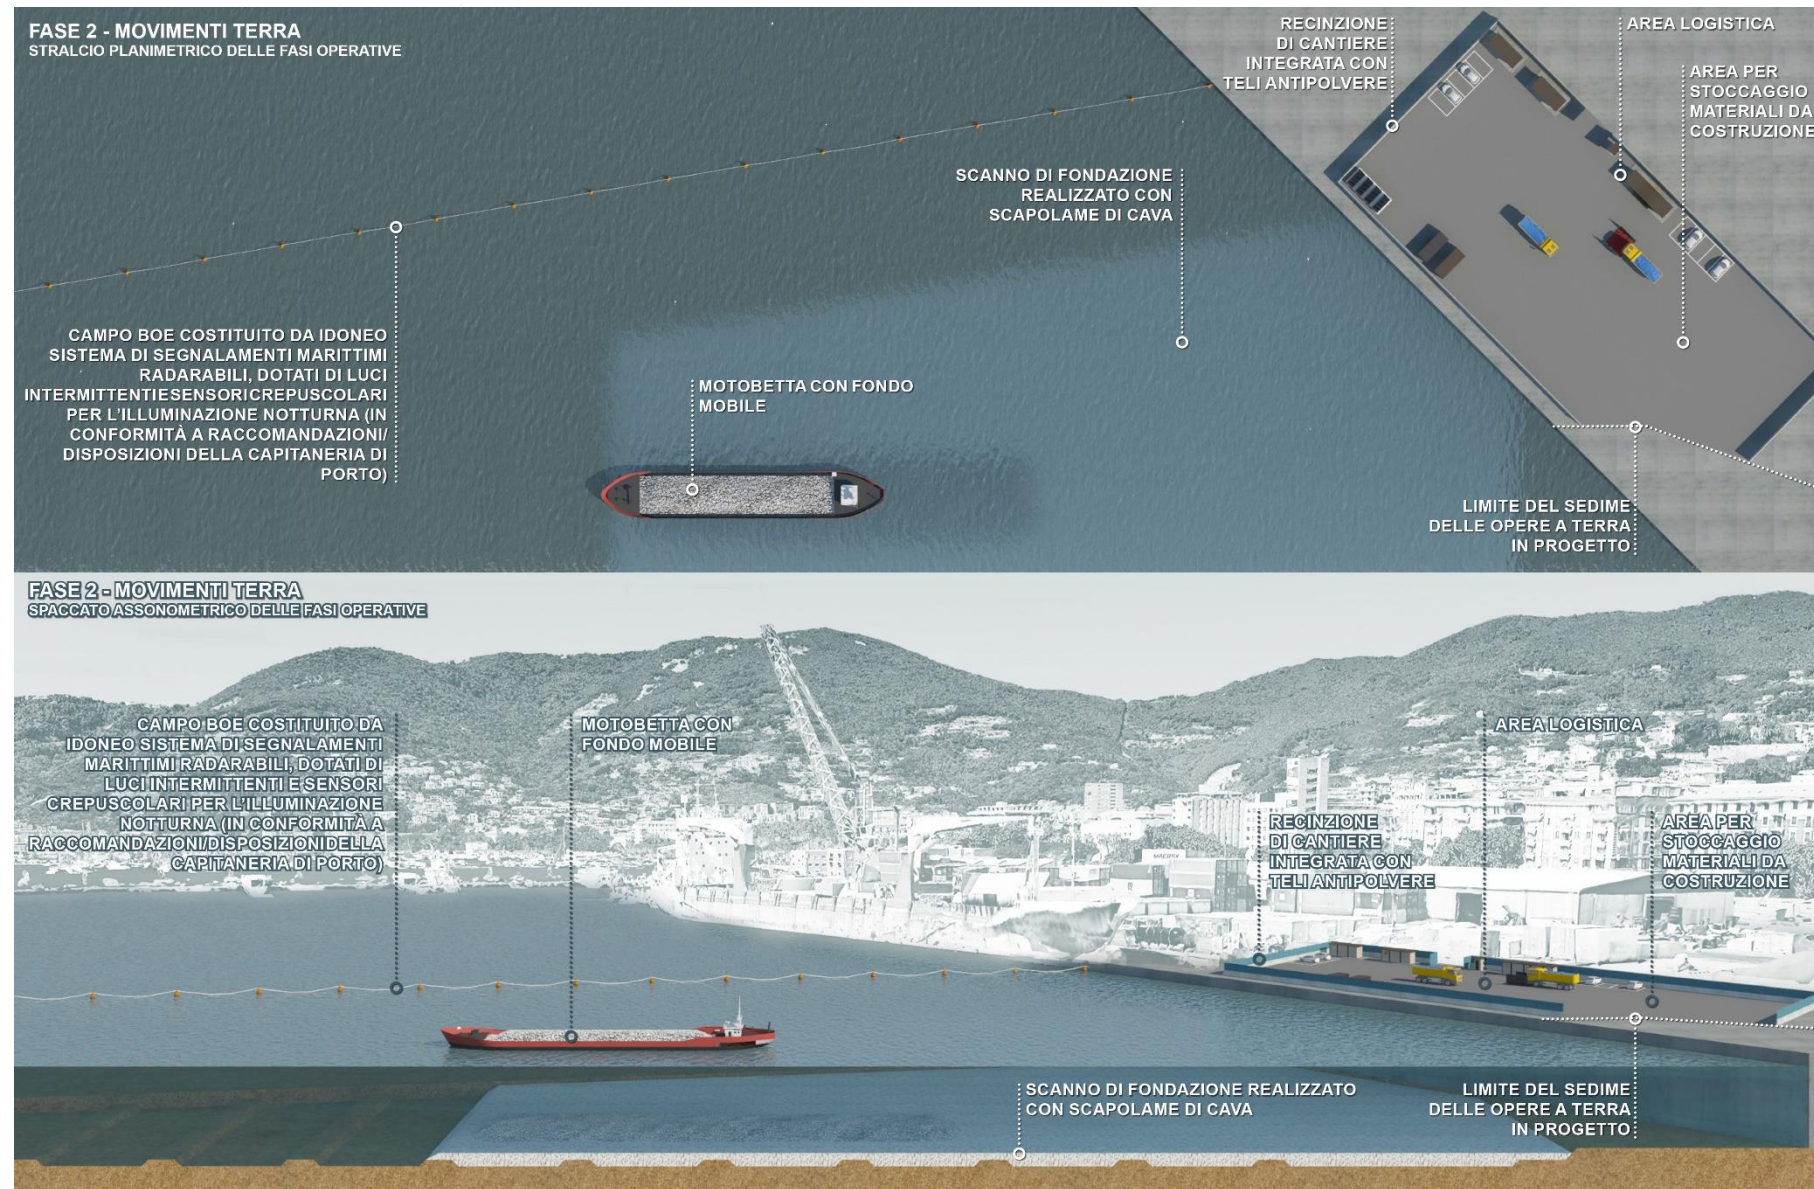 FASE 2 - MOVIMENTI TERRA
STRALCIO PLANIMETRICO DELLE FASI OPERATIVE
RECINZIONE
DI CANTIERE
INTEGRATA CON
TELI ANTIPOLVERE
AREA LOGISTICA
AREA PER
STOCCAGGIO
MATERIALI DA
COSTRUZIONE
SCANNO DI FONDAZIONE
REALIZZATO CON
SCAPOLAME DI CAVA
CAMPO BOE COSTITUITO DA IDONEO
SISTEMA DI SEGNALAMENTI MARITTIMI
RADARABILI, DOTATI DI LUCI
INTERMITTENTI E SENSORI CREPUSCOLARI
PER L'ILLUMINAZIONE NOTTURNA (IN
CONFORMITÀ A RACCOMANDAZIONI/
DISPOSIZIONI DELLA CAPITANERIA DI
PORTO)
MOTOBETTA CON FONDO
MOBILE
LIMITE DEL SEDIME
DELLE OPERE A TERRA
IN PROGETTO
FASE 2 - MOVIMENTI TERRA
SPACCATO ASSONOMETRICO DELLE FASI OPERATIVE
CAMPO BOE COSTITUITO DA
IDONEO SISTEMA DI SEGNALAMENTI
MARITTIMI RADARABILI, DOTATI DI
LUCI INTERMITTENTI E SENSORI
CREPUSCOLARI PER L'ILLUMINAZIONE
NOTTURNA (IN CONFORMITÀ A
RACCOMANDAZIONI/DISPOSIZIONI DELLA
CAPITANERIA DI PORTO)
MOTOBETTA CON
FONDO MOBILE
AREA LOGISTICA
RECINZIONE
DI CANTIERE
INTEGRATA CON
TELI ANTIPOLVERE
AREA PER
STOCCAGGIO
MATERIALI DA
COSTRUZIONE
MAERSK
SCANNO DI FONDAZIONE REALIZZATO
CON SCAPOLAME DI CAVA
LIMITE DEL SEDIME
DELLE OPERE A TERRA
IN PROGETTO